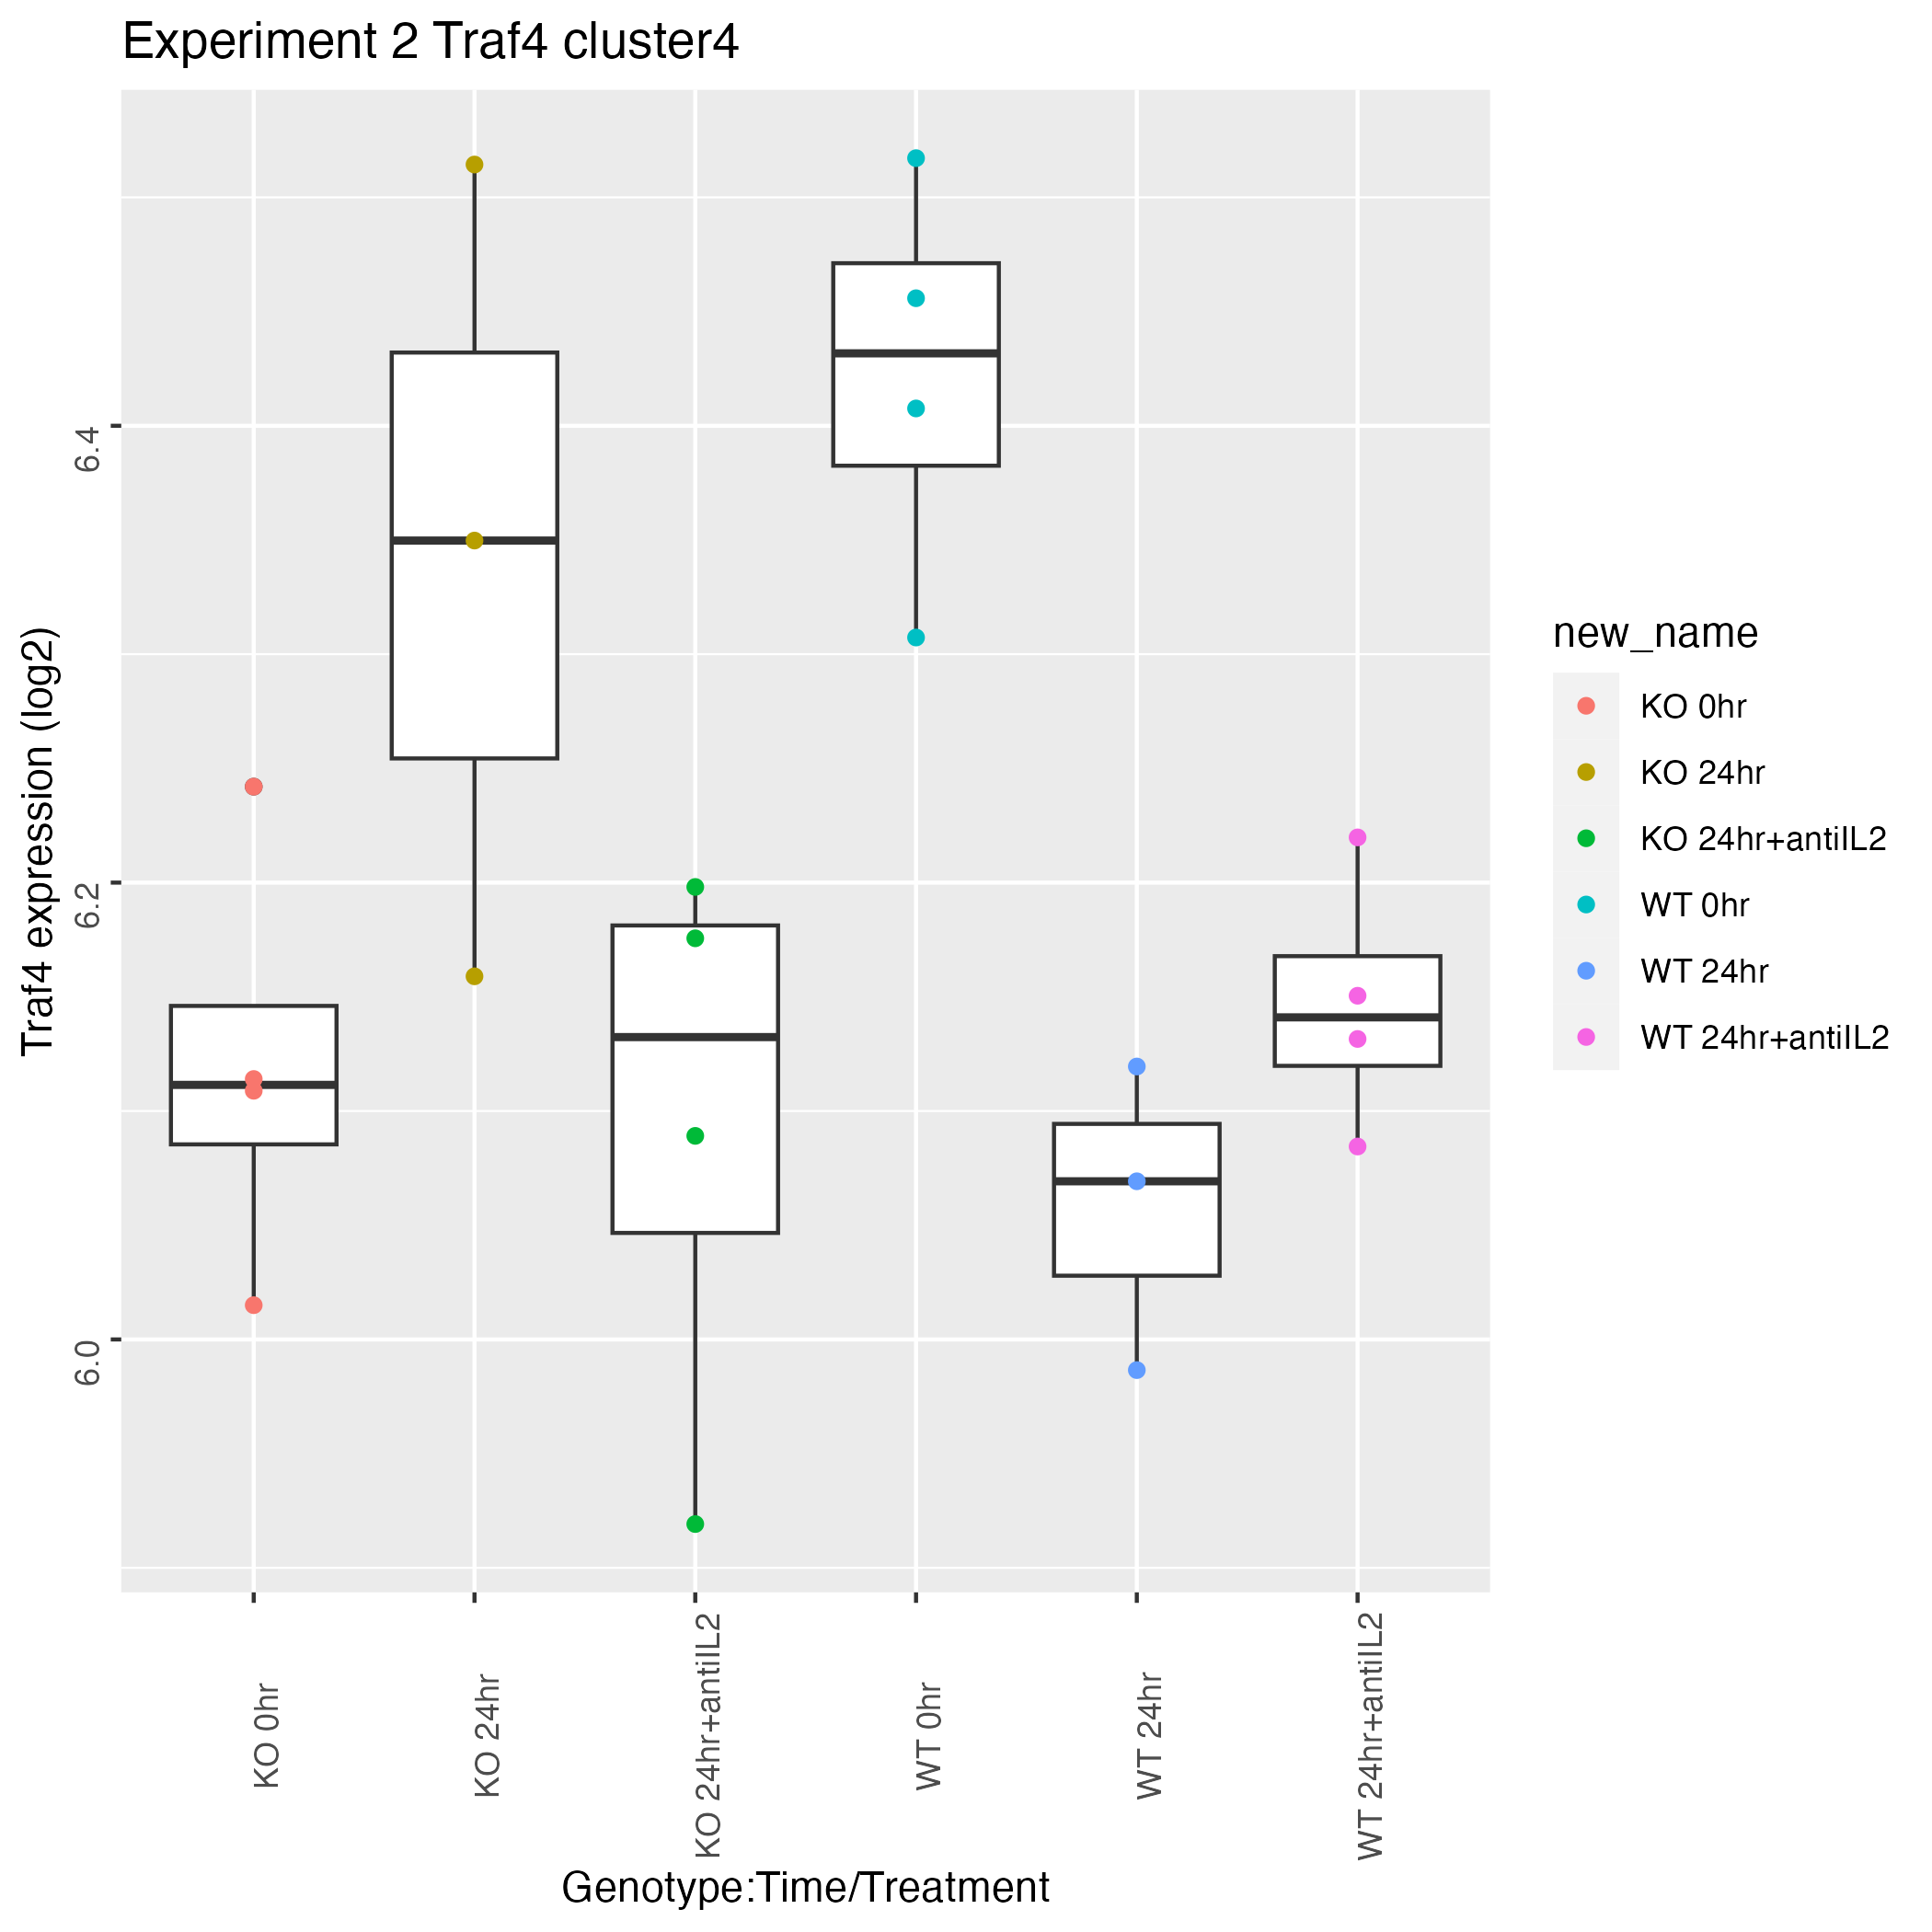 Experiment 2 Traf4 cluster4
Traf4 expression (log2)
6.4
6.2
6.0
KO 0hr
KO 24hr
KO 24hr+antiIL2
WT 0hr
WT 24hr
WT 24hr+antiIL2
Genotype:Time/Treatment
new_name
KO 0hr
KO 24hr
KO 24hr+antiIL2
WT 0hr
WT 24hr
WT 24hr+antiIL2